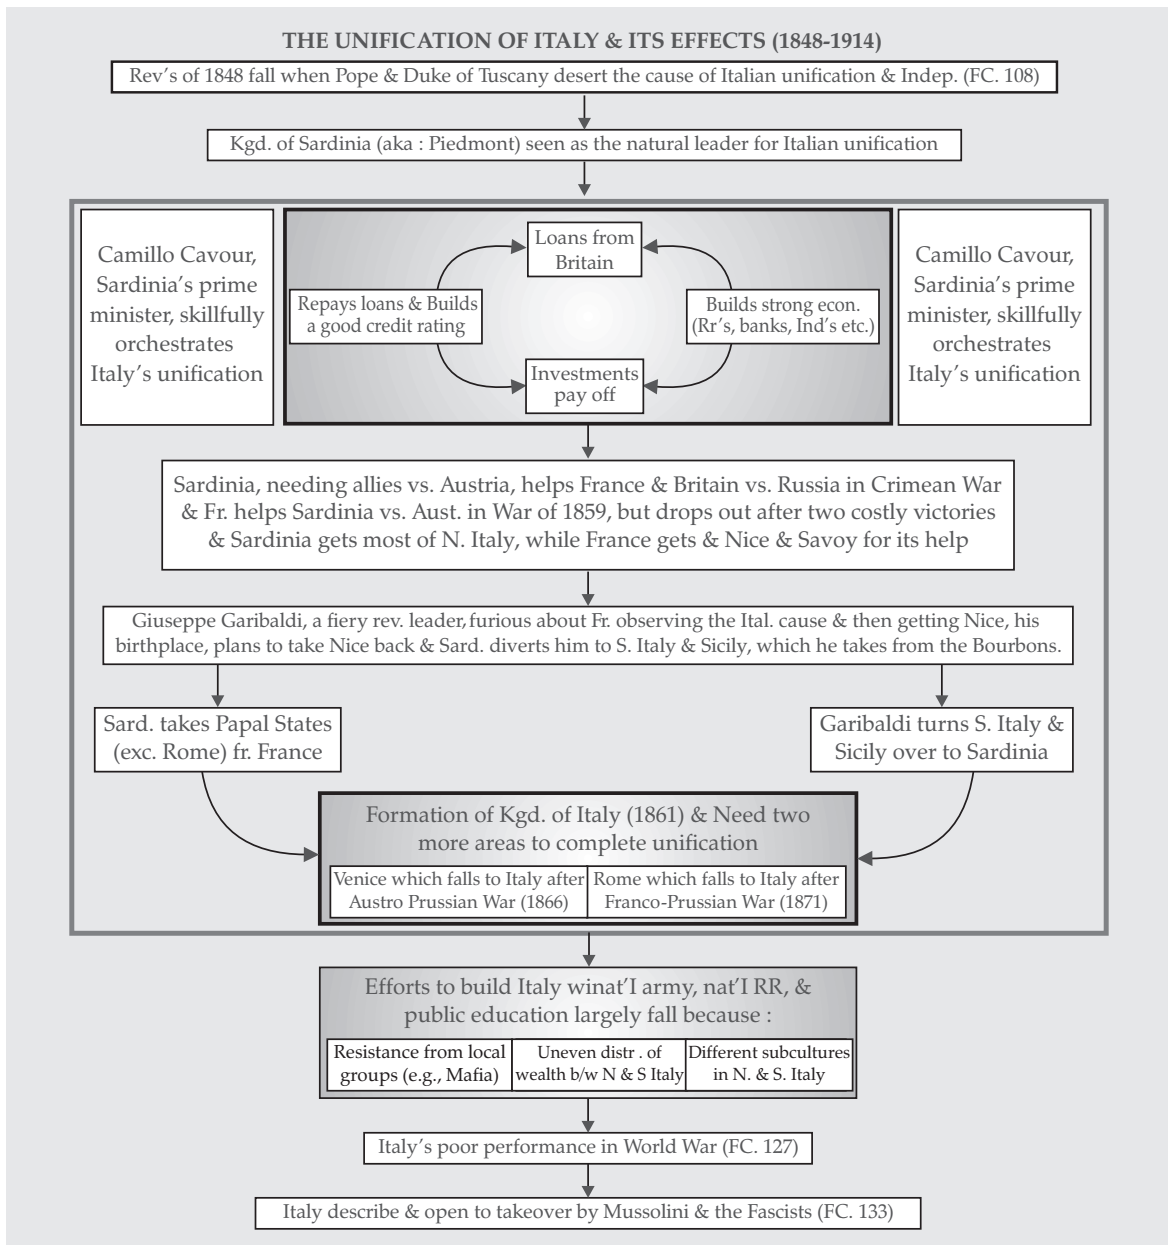 THE UNIFICATION OF ITALY & ITS EFFECTS (1848-1914)
Rev's of 1848 fall when Pope & Duke of Tuscany desert the cause of Italian unification & Indep. (FC. 108)
Kgd. of Sardinia (aka : Piedmont) seen as the natural leader for Italian unification
Camillo Cavour,
Sardinia's prime
minister, skillfully
orchestrates
Italy's unification
Loans from
Britain
Repays loans & Builds
a good credit rating
Builds strong econ.
(Rr's, banks, Ind's etc.)
Investments
pay off
Camillo Cavour,
Sardinia's prime
minister, skillfully
orchestrates
Italy's unification
Sardinia, needing allies vs. Austria, helps France & Britain vs. Russia in Crimean War
& Fr. helps Sardinia vs. Aust. in War of 1859, but drops out after two costly victories
& Sardinia gets most of N. Italy, while France gets & Nice & Savoy for its help
Giuseppe Garibaldi, a fiery rev. leader, furious about Fr. observing the Ital. cause & then getting Nice, his
birthplace, plans to take Nice back & Sard. diverts him to S. Italy & Sicily, which he takes from the Bourbons.
Sard. takes Papal States
(exc. Rome) fr. France
Garibaldi turns S. Italy &
Sicily over to Sardinia
Formation of Kgd. of Italy (1861) & Need two
more areas to complete unification
Venice which falls to Italy after
Austro Prussian War (1866)
Rome which falls to Italy after
Franco-Prussian War (1871)
Efforts to build Italy winat'I army, nat'I RR, &
public education largely fall because :
Resistance from local
groups (e.g., Mafia)
Uneven distr . of
wealth b/w N & S Italy
Different subcultures
in N. & S. Italy
Italy's poor performance in World War (FC. 127)
Italy describe & open to takeover by Mussolini & the Fascists (FC. 133)